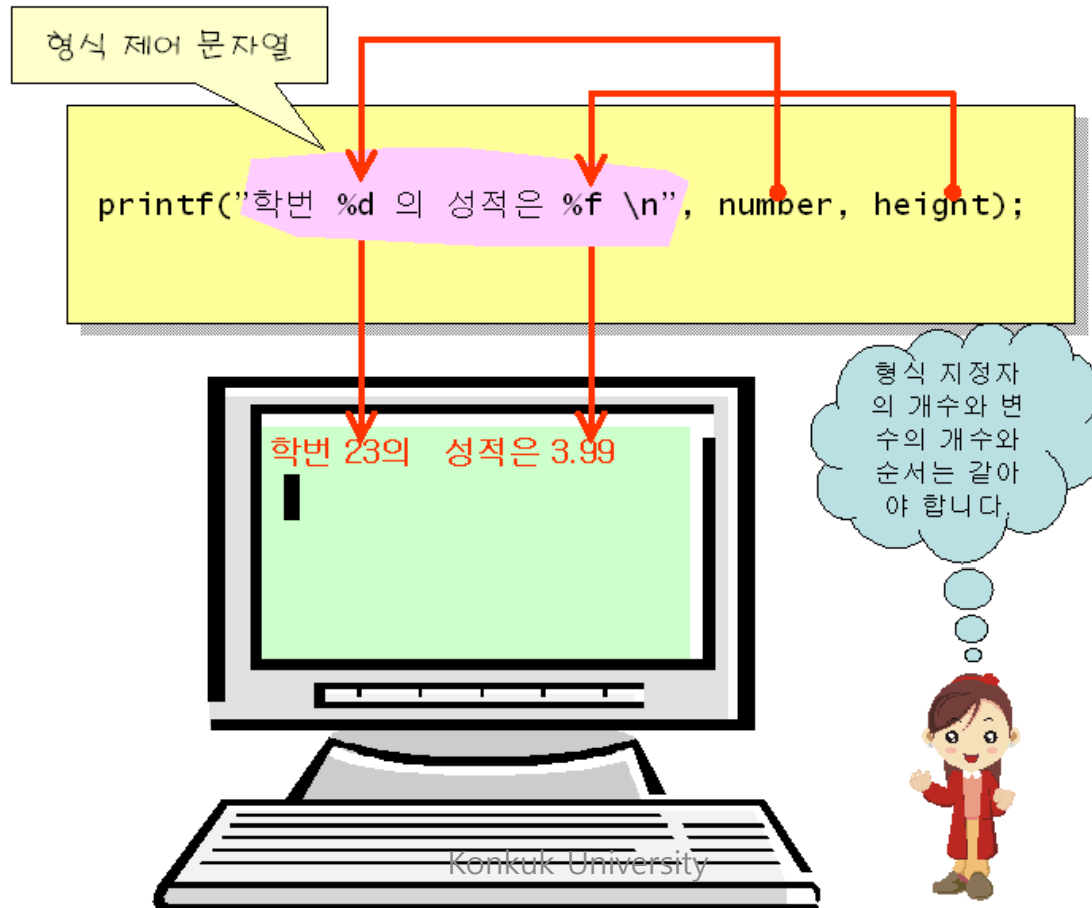 형식 제어 문자열
printf("학번 %d 의 성적은 %f \n", number, height);
학번 23의 성적은 3.99
형식 지정자
의 개수와 변
수의 개수와
순서는 같아
야 합니다.
Konkuk University